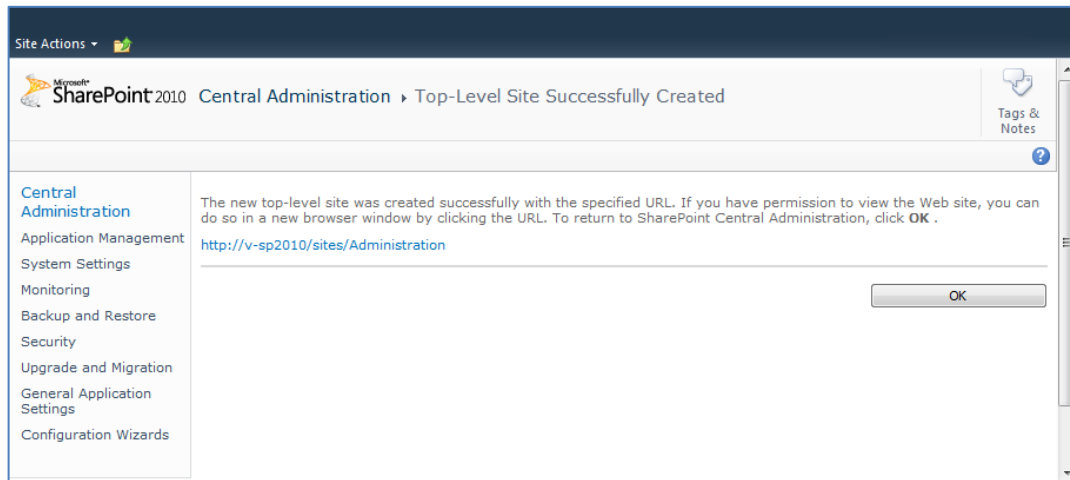 Site Actions
Microsoft
SharePoint 2010 Central Administration Top-Level Site Successfully Created
Tags &
Notes
Central
Administration
Application Management
System Settings
Monitoring
Backup and Restore
Security
Upgrade and Migration
General Application
Settings
Configuration Wizards
The new top-level site was created successfully with the specified URL. If you have permission to view the Web site, you can
do so in a new browser window by clicking the URL. To return to SharePoint Central Administration, click OK .
http://v-sp2010/sites/Administration
OK